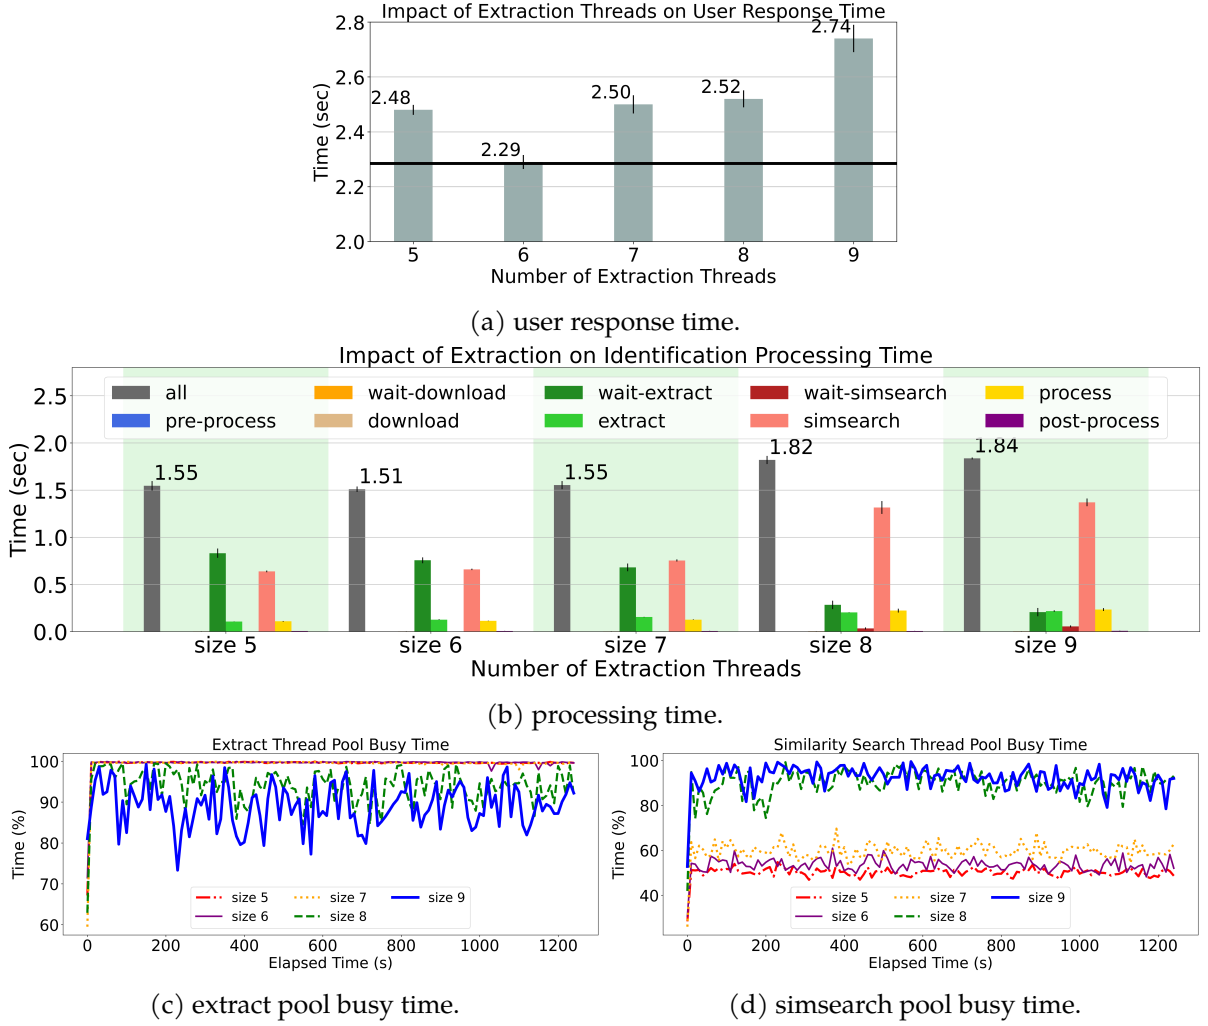 Impact of Extraction Threads on User Response Time
2.8
2.6
2.4
2.2
2.0
Time (sec)
2.48
2.29
2.50
2.52
2.74
5 6 7 8 9
Number of Extraction Threads
(a) user response time.
Impact of Extraction on Identification Processing Time
all wait-download wait-extract wait-simsearch process
pre-process download extract simsearch post-process
2.5
2.0
1.5
1.0
0.5
0.0
Time (sec)
1.55
1.51
1.55
1.82
1.84
size 5 size 6 size 7 size 8 size 9
Number of Extraction Threads
(b) processing time.
Extract Thread Pool Busy Time
100
90
80
70
60
Time (%)
size 5 size 7 size 9
size 6 size 8
0 200 400 600 800 1000 1200
Elapsed Time (s)
(c) extract pool busy time.
Similarity Search Thread Pool Busy Time
100
80
60
40
Time (%)
size 5 size 7 size 9
size 6 size 8
0 200 400 600 800 1000 1200
Elapsed Time (s)
(d) simsearch pool busy time.